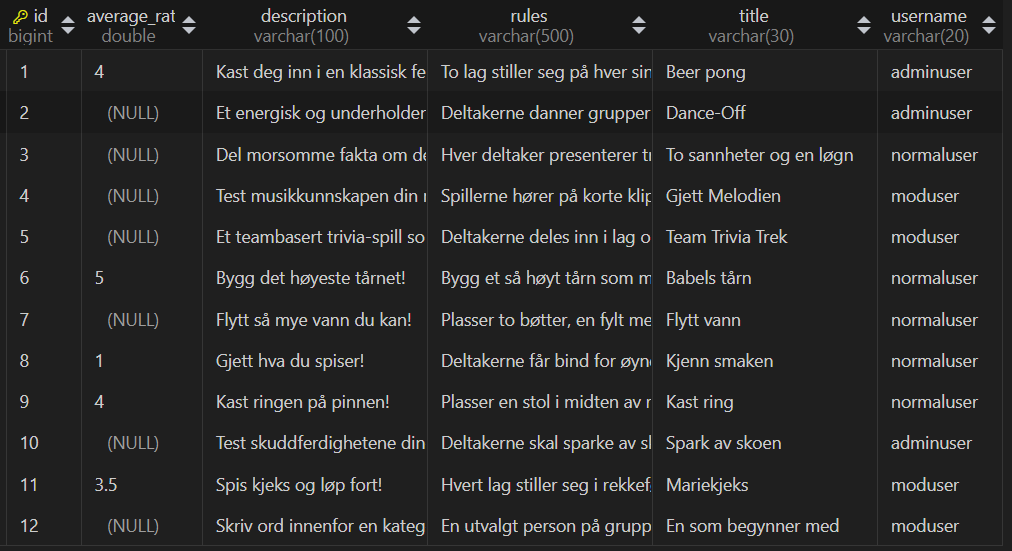 id average_rat description rules title username
bigint double varchar(100) varchar(500) varchar(30) varchar(20)
1 4 Kast deg inn i en klassisk fe To lag stiller seg på hver sin Beer pong adminuser
2 (NULL) Et energisk og underholder Deltakerne danner grupper Dance-Off adminuser
3 (NULL) Del morsomme fakta om de Hver deltaker presenterer tr To sannheter og en løgn normaluser
4 (NULL) Test musikkunnskapen din r Spillerne hører på korte klip Gjett Melodien moduser
5 (NULL) Et teambasert trivia-spill so Deltakerne deles inn i lag o Team Trivia Trek moduser
6 5 Bygg det høyeste tårnet! Bygg et så høyt tårn som m Babels tårn normaluser
7 (NULL) Flytt så mye vann du kan! Plasser to bøtter, en fylt me Flytt vann normaluser
8 1 Gjett hva du spiser! Deltakerne får bind for øyne Kjenn smaken normaluser
9 4 Kast ringen på pinnen! Plasser en stol i midten av r Kast ring normaluser
10 (NULL) Test skuddferdighetene din Deltakerne skal sparke av sk Spark av skoen adminuser
11 3.5 Spis kjeks og løp fort! Hvert lag stiller seg i rekkefø Mariekjeks moduser
12 (NULL) Skriv ord innenfor en kateg En utvalgt person på grupp En som begynner med moduser